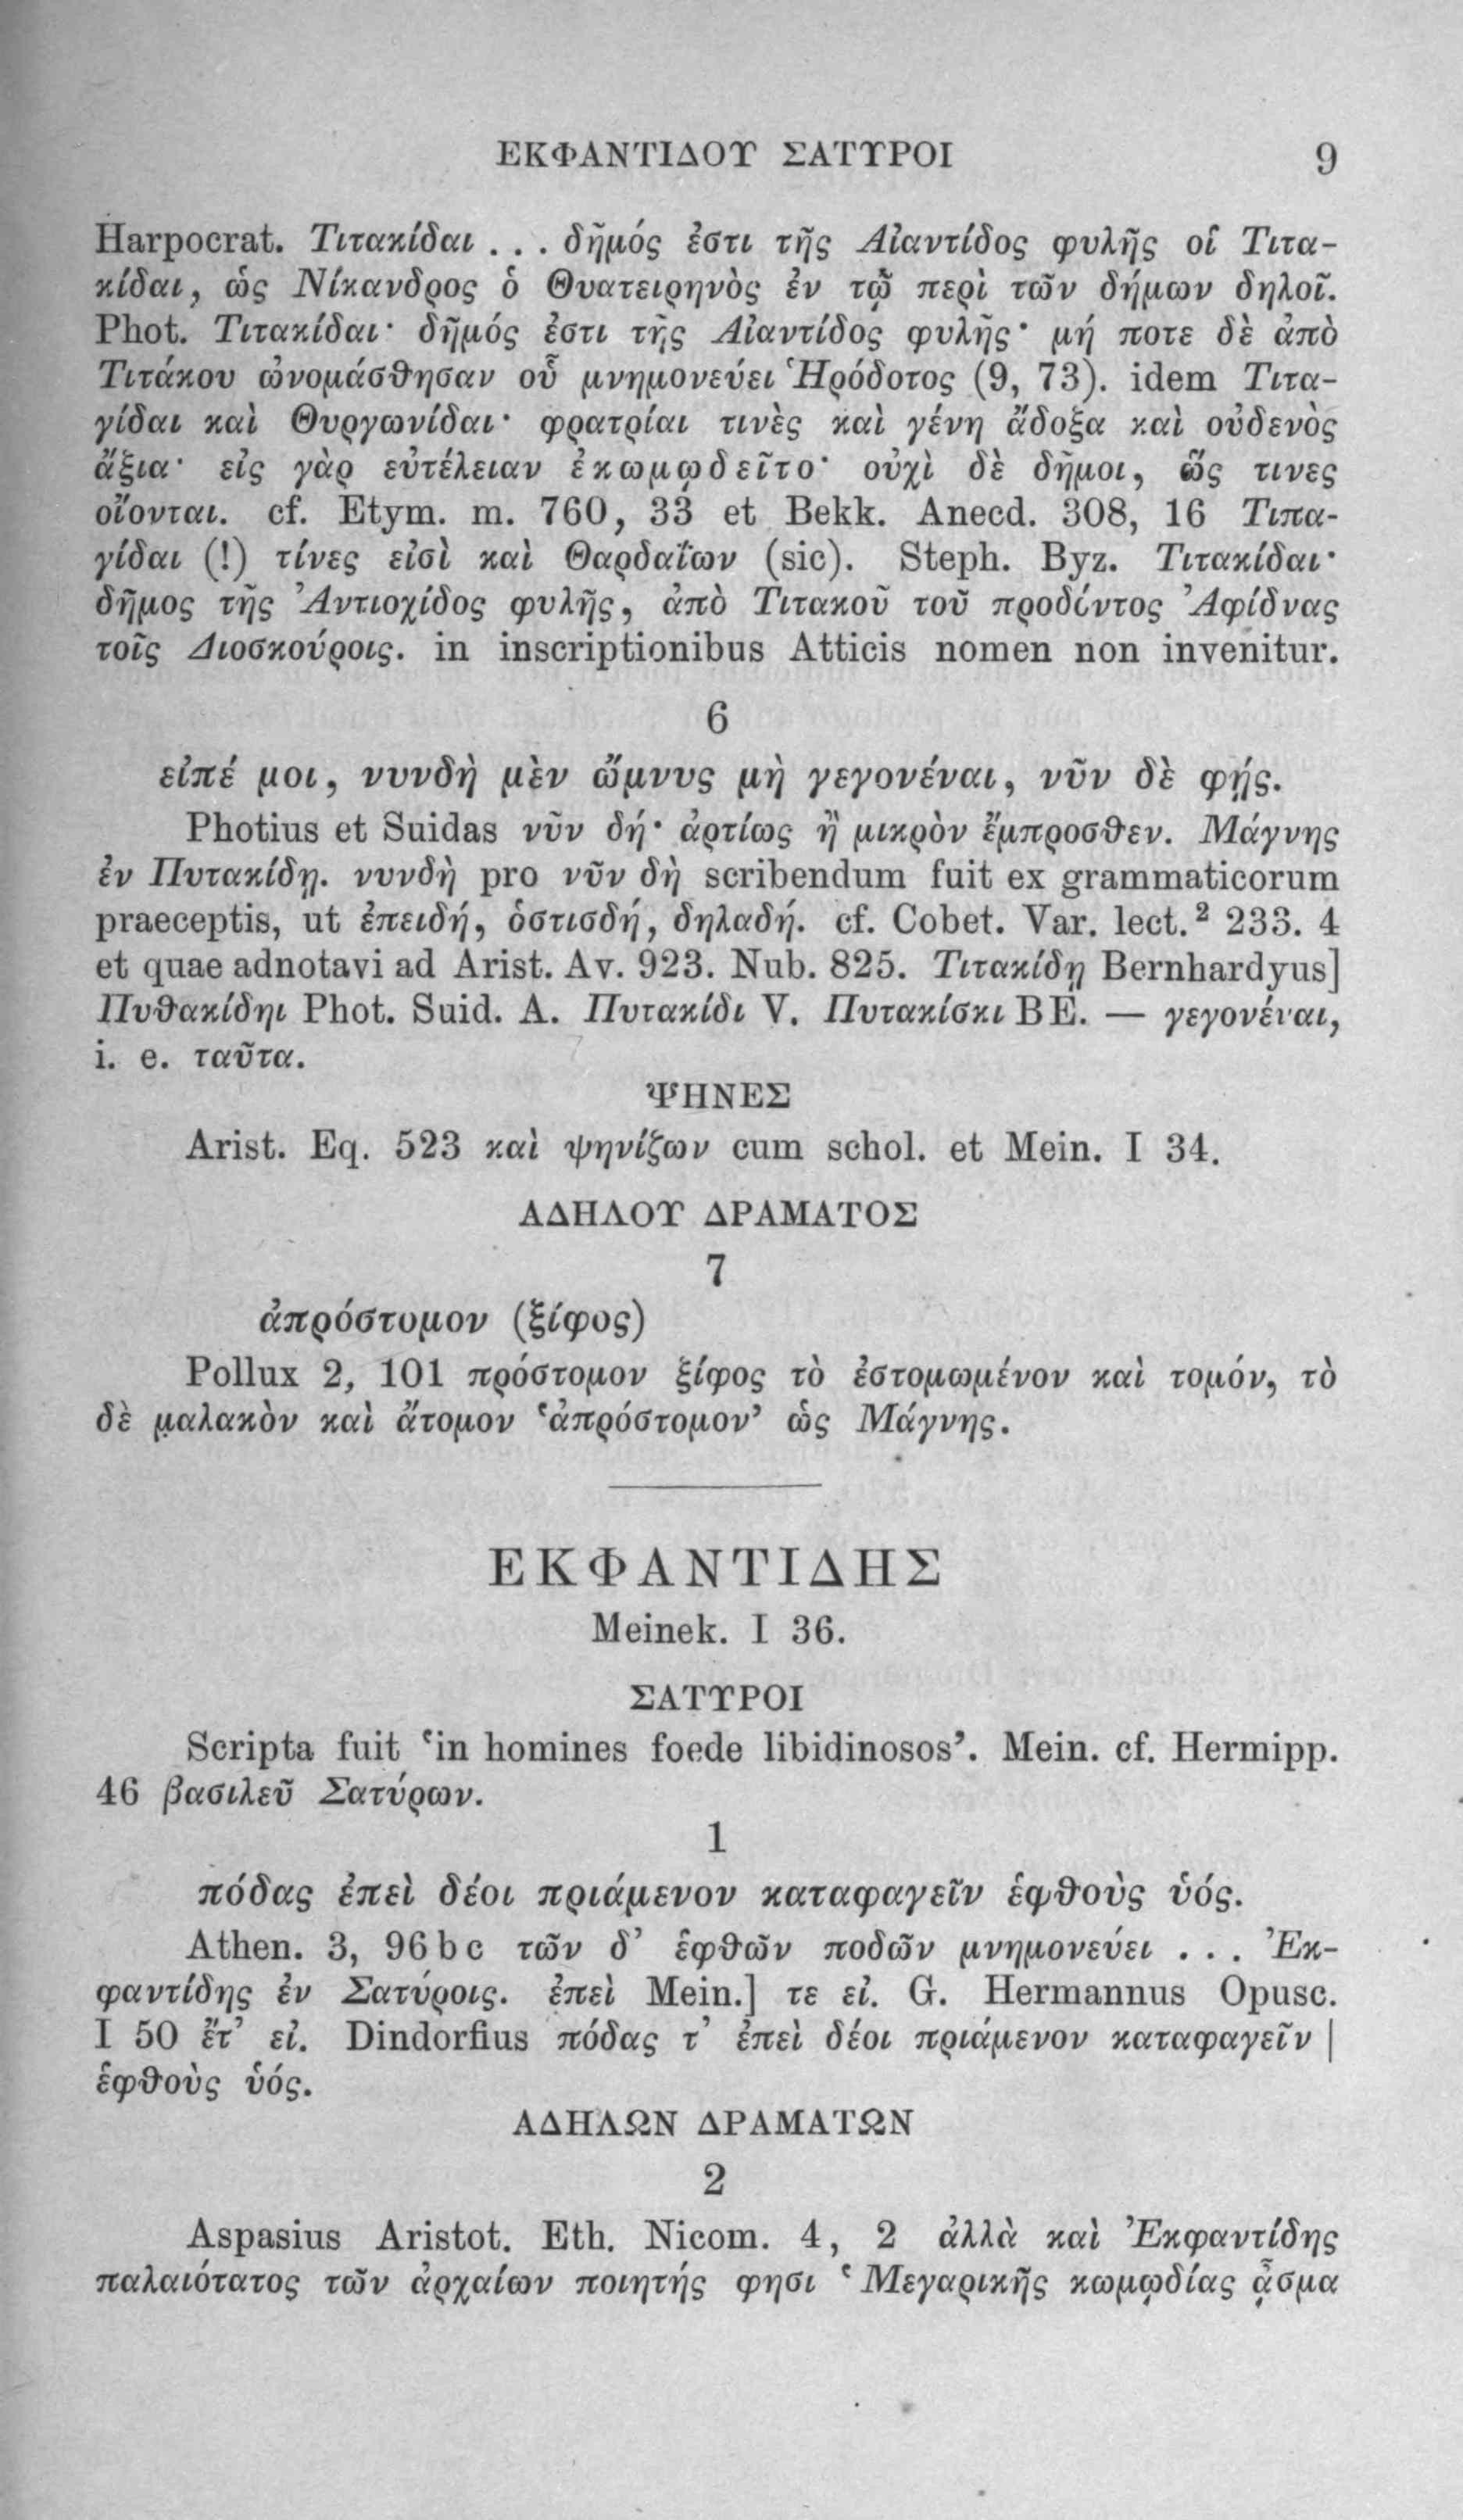 ΕΚΦΑΝΤΙΔΟΥ ΣΑΤΥΡΟΙ 9
Harpocrat. Τιτακίδαι . . . δῆμός ἐστι τῆς Αἰαντίδος φυλῆς οἱ Τιτα-
κίδαι, ὡς Νίκανδρος ὁ Θυατειρηνὸς ἐν τῷ περὶ τῶν δήμων δηλοῖ.
Phot. Τιτακίδαι· δῆμός ἐστι τῆς Αἰαντίδος φυλῆς· μή ποτε δὲ ἀπὸ
Τιτάκου ὠνομάσθησαν οὗ μνημονεύει Ἡρόδοτος (9, 73). idem Τιτα-
γίδαι καὶ Θυργωνίδαι· φρατρίαι τινὲς καὶ γένη ἄδοξα καὶ οὐδενὸς
ἄξια· εἰς γὰρ εὐτέλειαν ἐκωμῳδεῖτο· οὐχὶ δὲ δῆμοι, ὥς τινες
οἴονται. cf. Etym. m. 760, 33 et Bekk. Anecd. 308, 16 Τιπα-
γίδαι (!) τίνες εἰσὶ καὶ Θαρδαΐων (sic). Steph. Byz. Τιτακίδαι·
δῆμος τῆς Ἀντιοχίδος φυλῆς, ἀπὸ Τιτακοῦ τοῦ προδόντος Ἀφίδνας
τοῖς Διοσκούροις. in inscriptionibus Atticis nomen non invenitur.
6
εἰπέ μοι, νυνδὴ μὲν ὤμνυς μὴ γεγονέναι, νῦν δὲ φῄς.
Photius et Suidas νῦν δή· ἀρτίως ἢ μικρὸν ἔμπροσθεν. Μάγνης
ἐν Πυτακίδῃ. νυνδὴ pro νῦν δὴ scribendum fuit ex grammaticorum
praeceptis, ut ἐπειδή, ὁστισδή, δηλαδή. cf. Cobet. Var. lect.² 233. 4
et quae adnotavi ad Arist. Av. 923. Nub. 825. Τιτακίδῃ Bernhardyus]
Πυθακίδηι Phot. Suid. A. Πυτακίδι V. Πυτακίσκι BE. — γεγονέναι,
i. e. ταῦτα.
ΨΗΝΕΣ
Arist. Eq. 523 καὶ ψηνίζων cum schol. et Mein. I 34.
ΑΔΗΛΟΥ ΔΡΑΜΑΤΟΣ
7
ἀπρόστομον (ξίφος)
Pollux 2, 101 πρόστομον ξίφος τὸ ἐστομωμένον καὶ τομόν, τὸ
δὲ μαλακὸν καὶ ἄτομον ‘ἀπρόστομον’ ὡς Μάγνης.
ΕΚΦΑΝΤΙΔΗΣ
Meinek. I 36.
ΣΑΤΥΡΟΙ
Scripta fuit ‘in homines foede libidinosos’. Mein. cf. Hermipp.
46 βασιλεῦ Σατύρων.
1
πόδας ἐπεὶ δέοι πριάμενον καταφαγεῖν ἑφθοὺς ὑός.
Athen. 3, 96 b c τῶν δ’ ἑφθῶν ποδῶν μνημονεύει . . . Ἐκ-
φαντίδης ἐν Σατύροις. ἐπεὶ Mein.] τε εἰ. G. Hermannus Opusc.
I 50 ἔτ’ εἰ. Dindorfius πόδας τ’ ἐπεὶ δέοι πριάμενον καταφαγεῖν |
ἑφθοὺς ὑός.
ΑΔΗΛΩΝ ΔΡΑΜΑΤΩΝ
2
Aspasius Aristot. Eth. Nicom. 4, 2 ἀλλὰ καὶ Ἐκφαντίδης
παλαιότατος τῶν ἀρχαίων ποιητής φησι ‘Μεγαρικῆς κωμῳδίας ᾆσμα